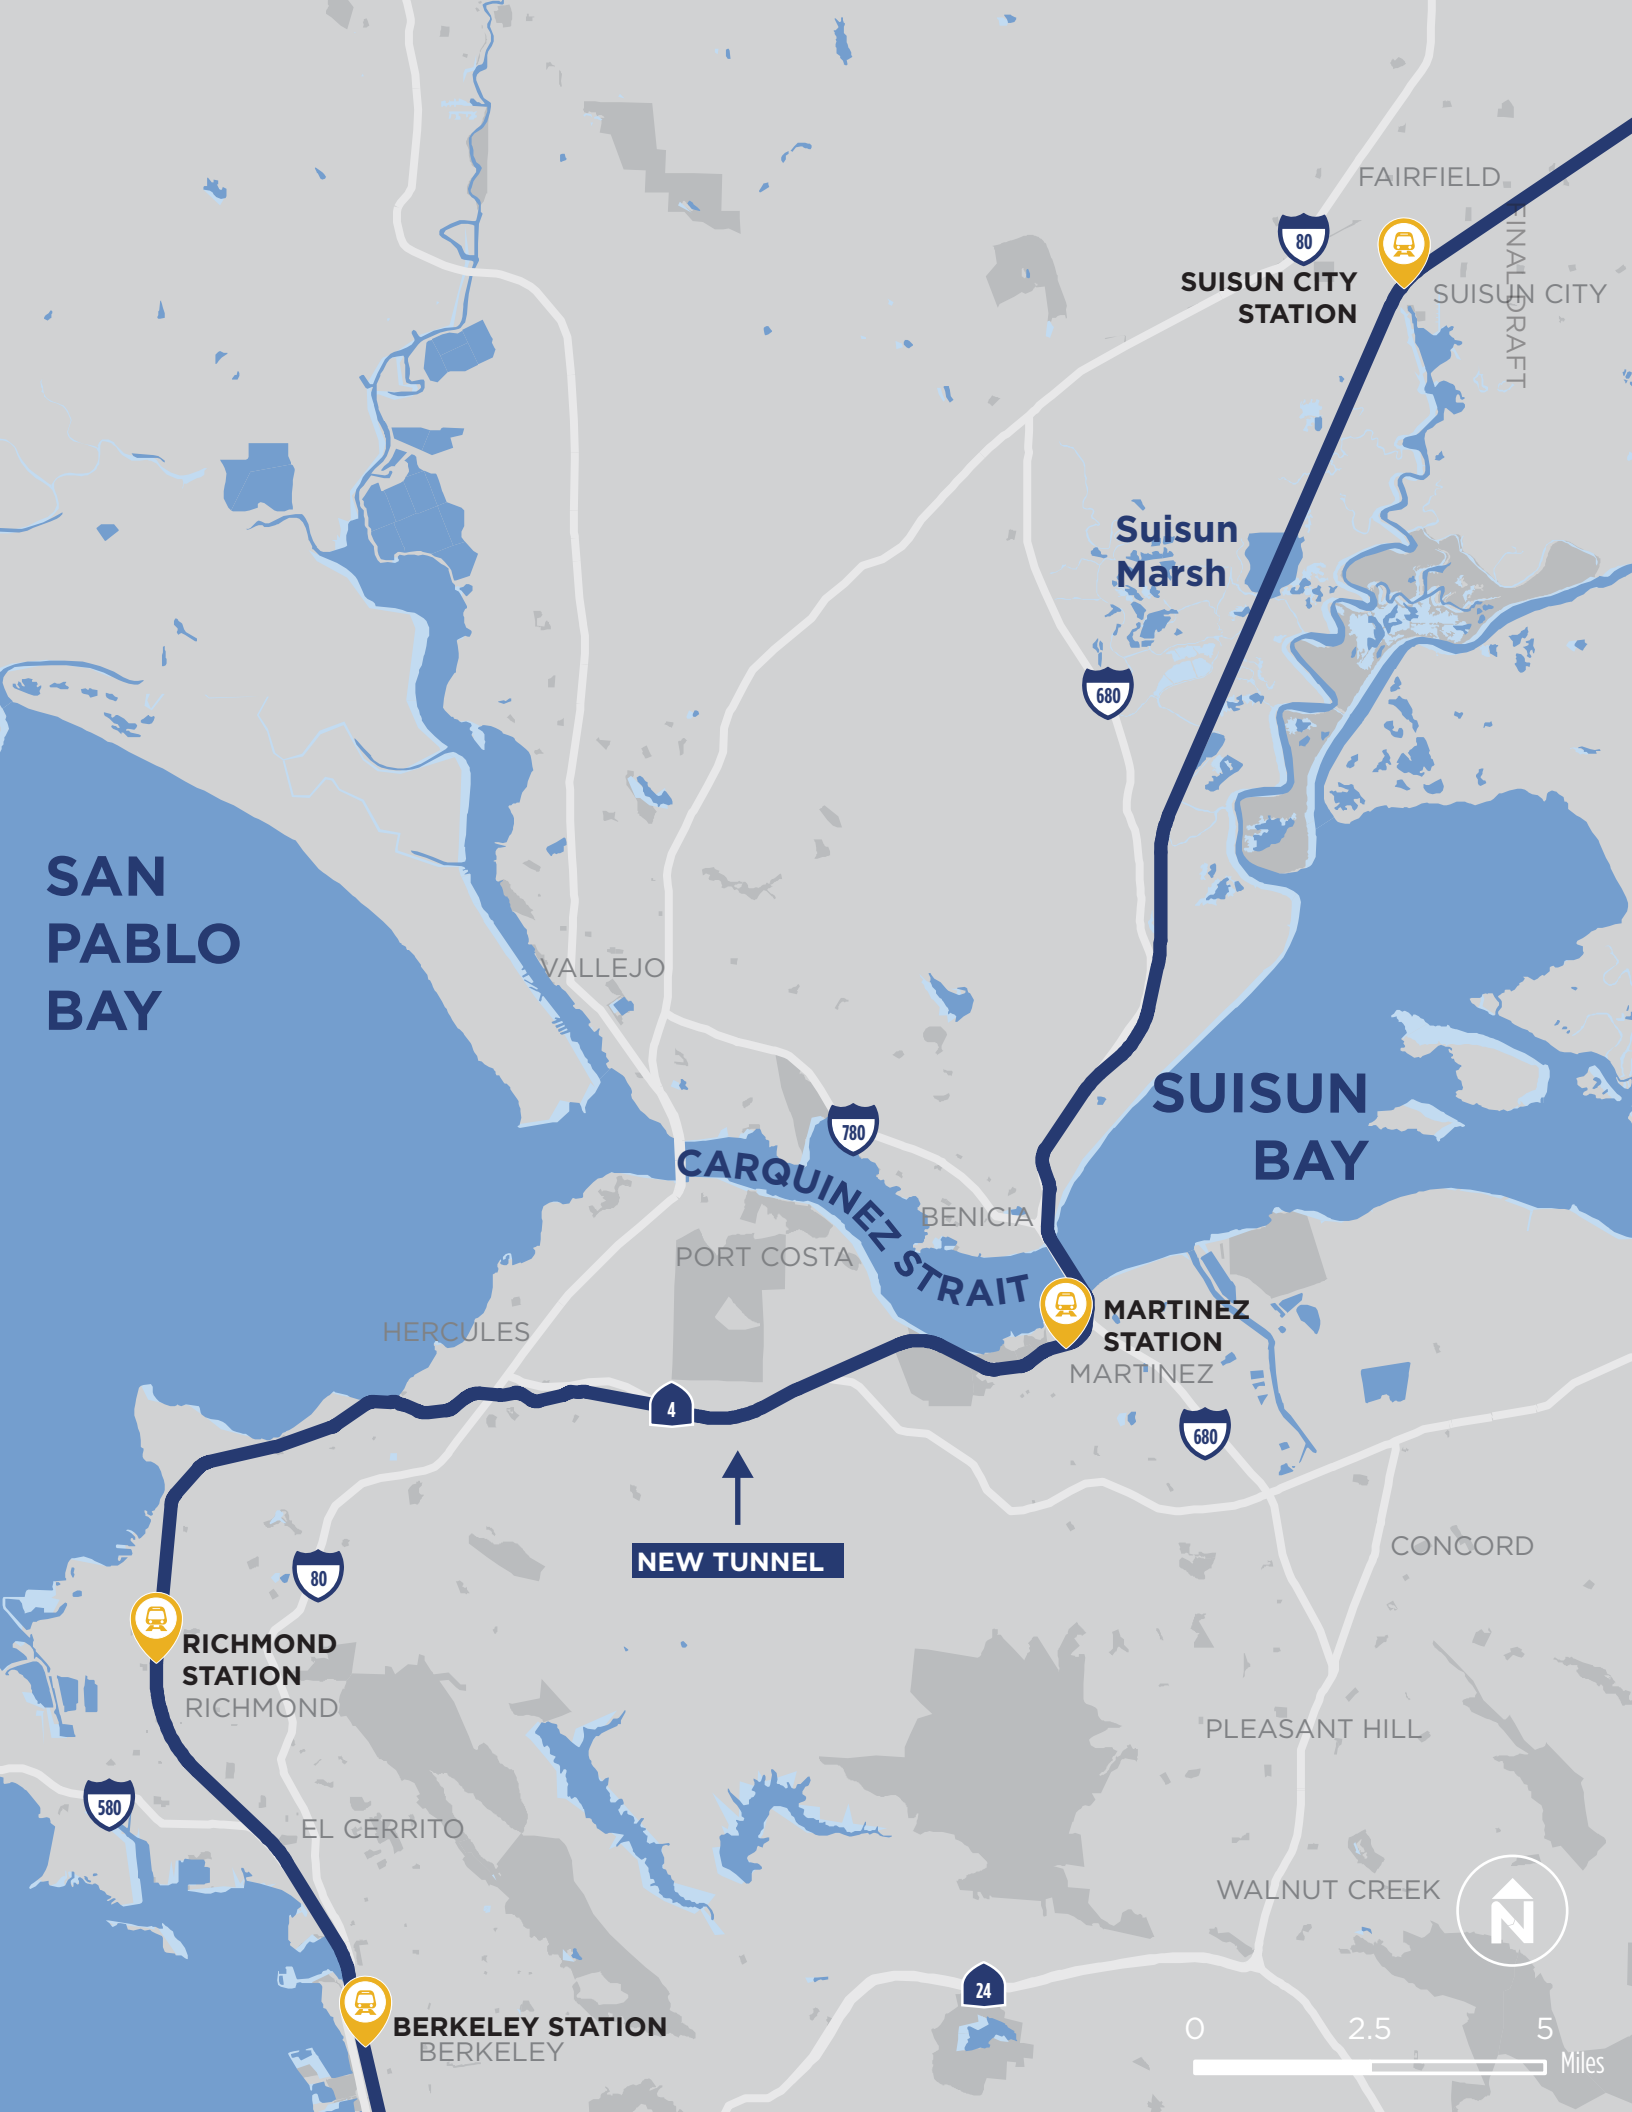 FAIRFIELD
80
FINAL DRAFT
SUISUN CITY
STATION
SUISUN CITY
Suisun
Marsh
680
SAN
PABLO
BAY
VALLEJO
SUISUN
BAY
780
CARQUINEZ STRAIT
BENICIA
PORT COSTA
MARTINEZ
STATION
MARTINEZ
HERCULES
4
680
NEW TUNNEL
CONCORD
80
RICHMOND
STATION
RICHMOND
PLEASANT HILL
580
EL CERRITO
WALNUT CREEK
N
24
BERKELEY STATION
BERKELEY
0 2.5 5
Miles